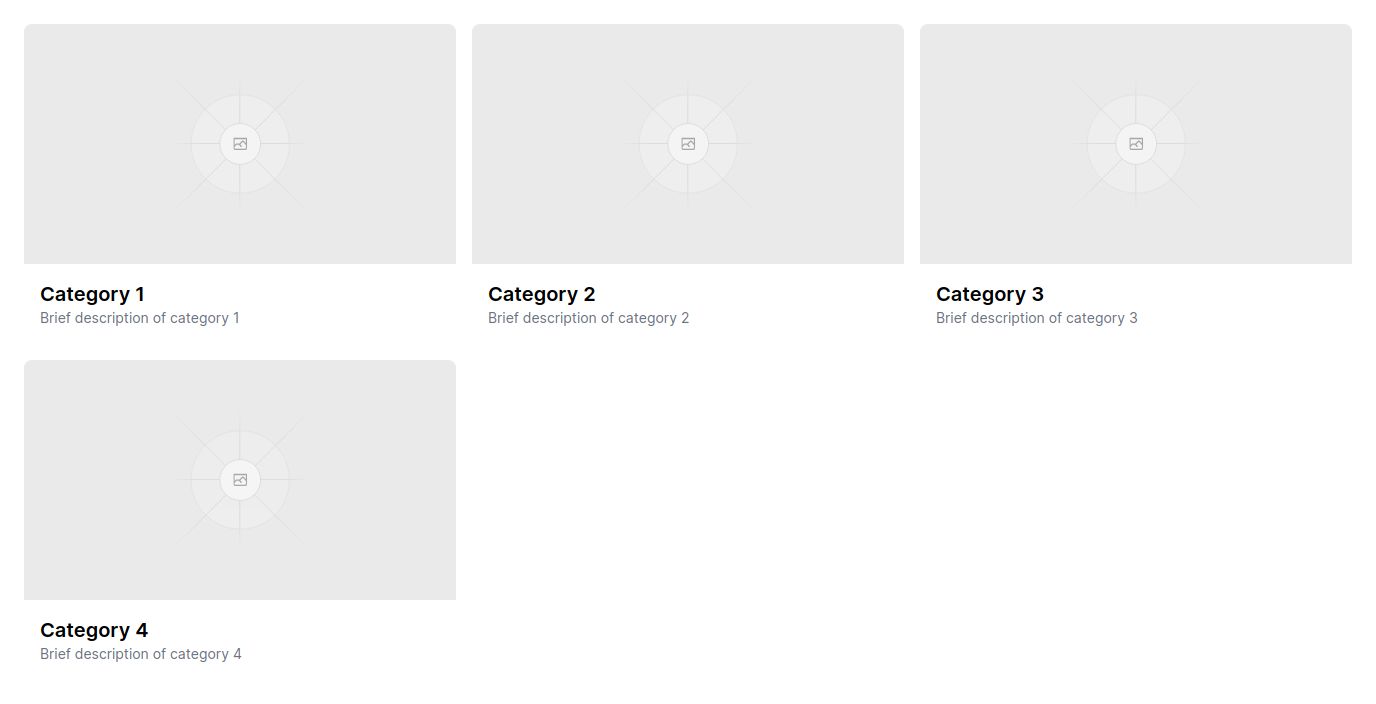 Category 1
Brief description of category 1
Category 2
Brief description of category 2
Category 3
Brief description of category 3
Category 4
Brief description of category 4